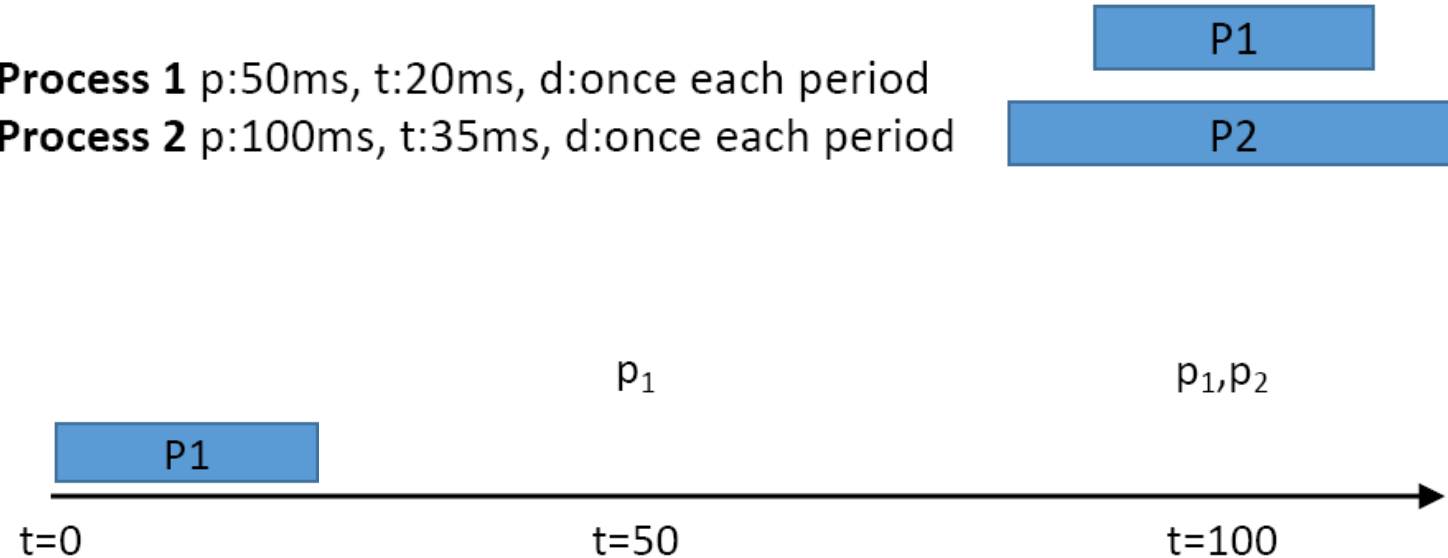 Process 1 p:50ms, t:20ms, d:once each period
Process 2 p:100ms, t:35ms, d:once each period
P1
P2
p₁
p₁,p₂
P1
t=0
t=50
t=100